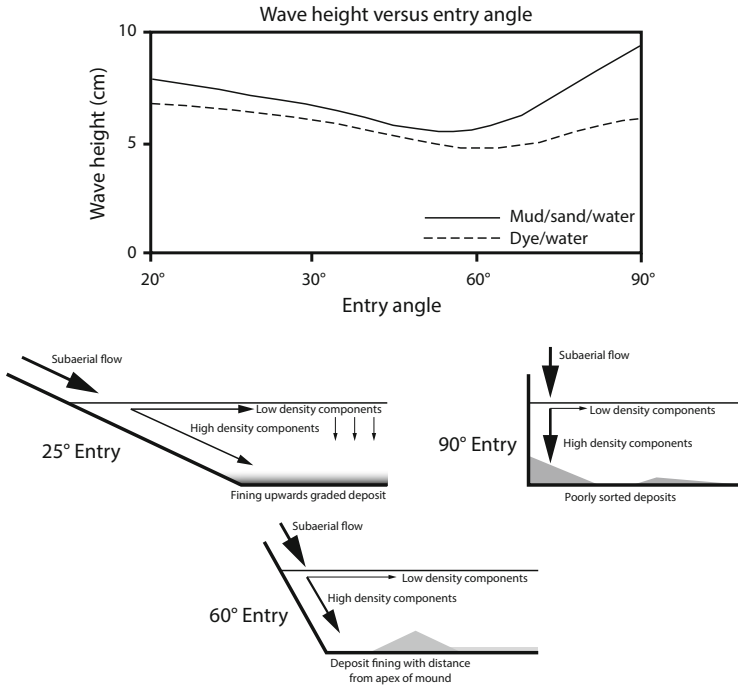 Wave height versus entry angle
10
Wave height (cm)
5
0
Mud/sand/water
Dye/water
20°
30°
60°
90°
Entry angle
Subaerial flow
Low density components
High density components
25° Entry
Fining upwards graded deposit
Subaerial flow
Low density components
90° Entry
High density components
Poorly sorted deposits
Subaerial flow
Low density components
High density components
60° Entry
Deposit fining with distance
from apex of mound